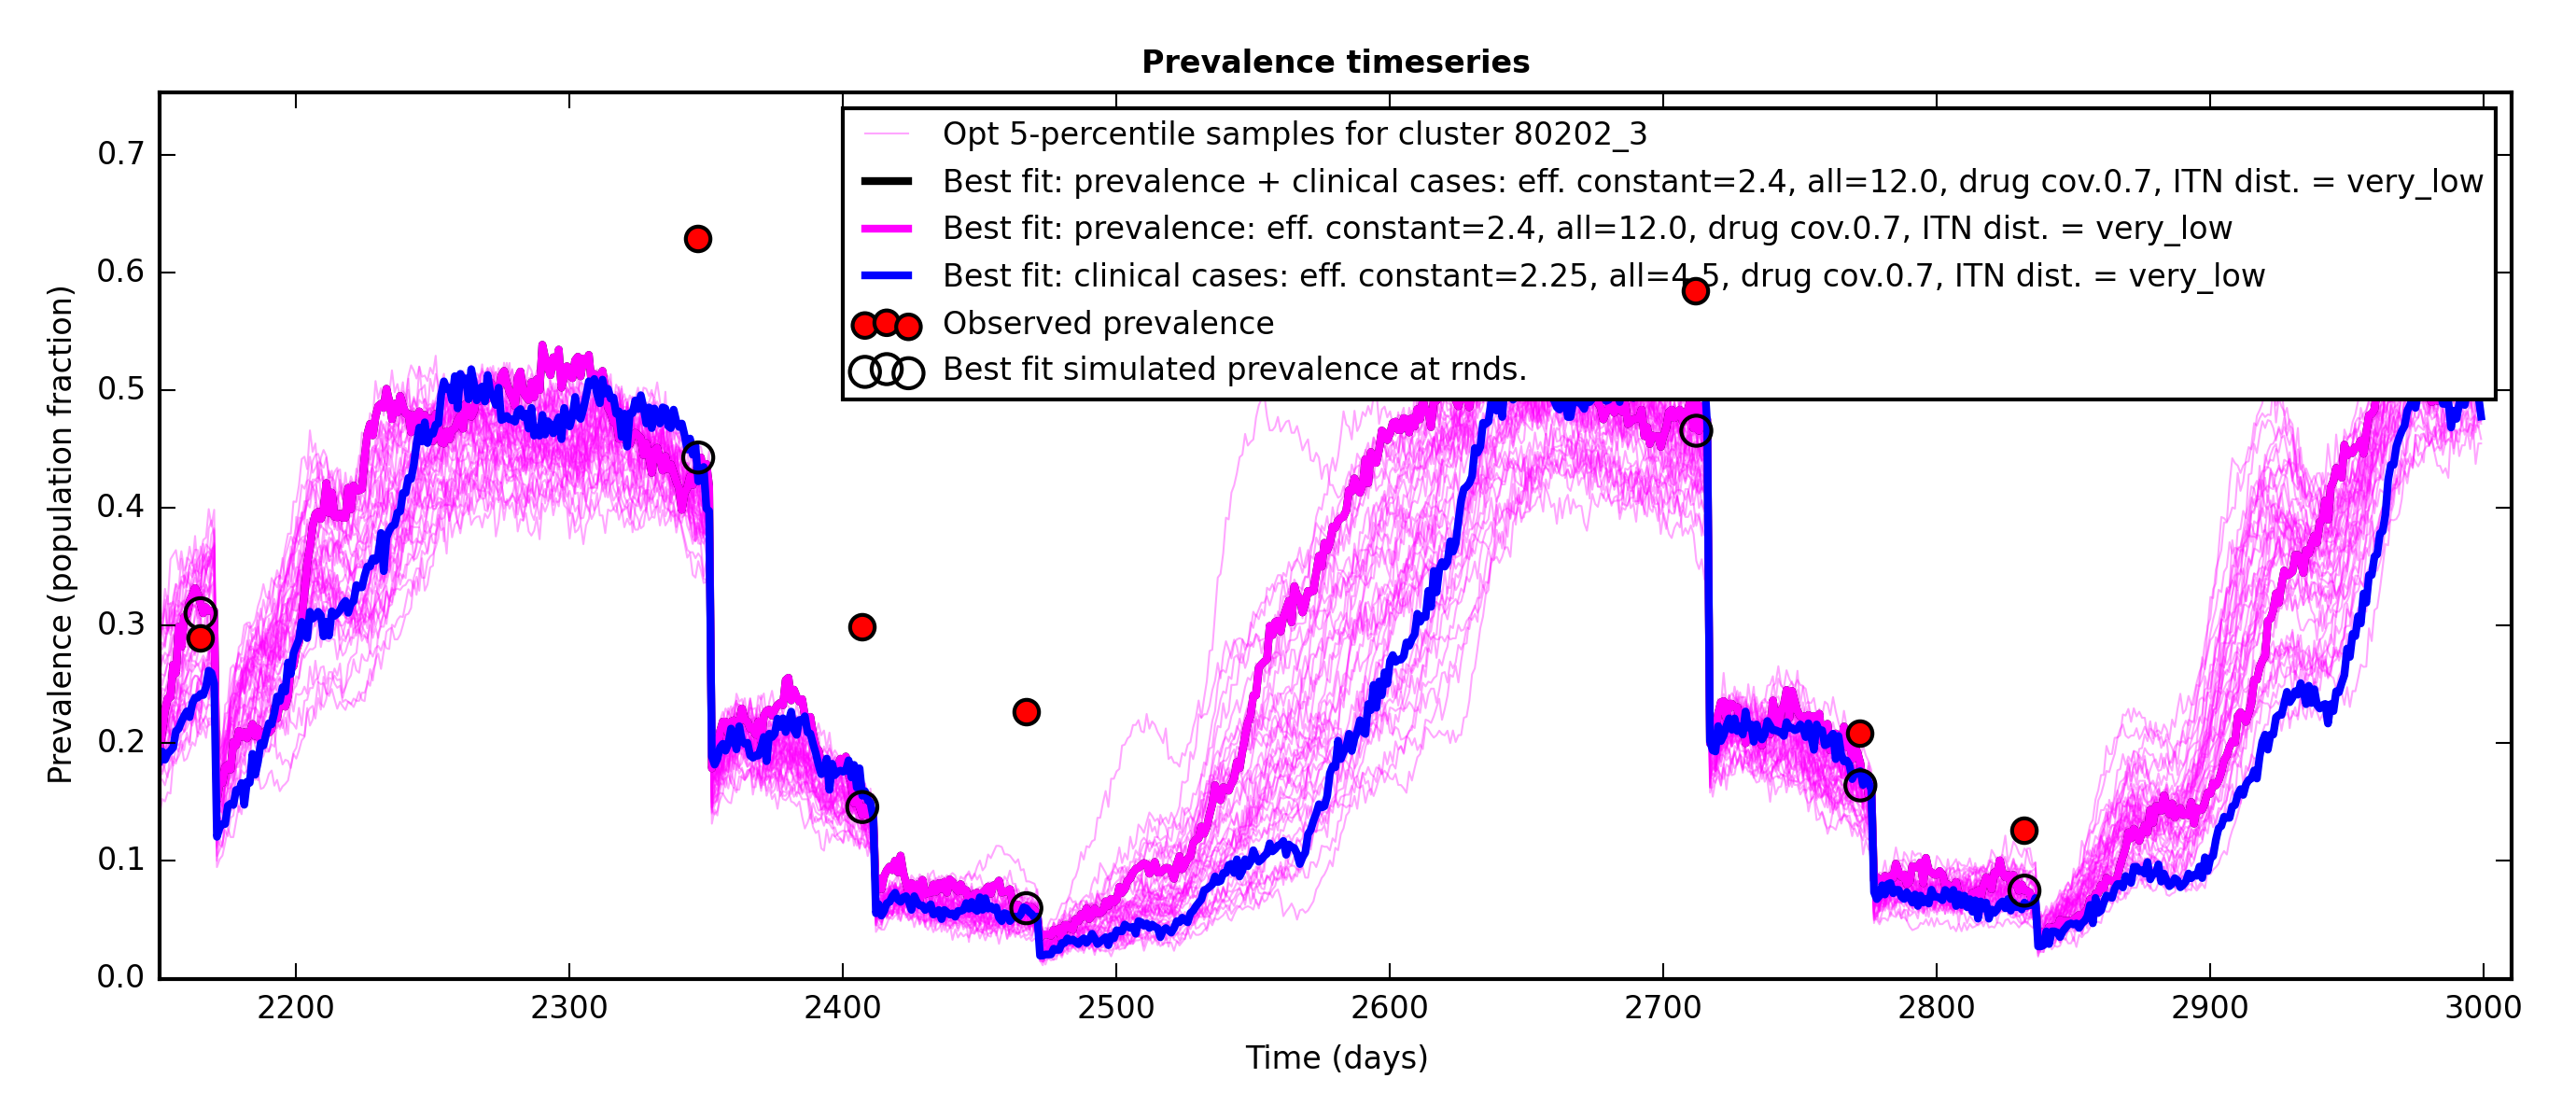 Prevalence timeseries
Opt 5-percentile samples for cluster 80202_3
Best fit: prevalence + clinical cases: eff. constant=2.4, all=12.0, drug cov.0.7, ITN dist. = very_low
Best fit: prevalence: eff. constant=2.4, all=12.0, drug cov.0.7, ITN dist. = very_low
Best fit: clinical cases: eff. constant=2.25, all=4.5, drug cov.0.7, ITN dist. = very_low
Observed prevalence
Best fit simulated prevalence at rnds.
Prevalence (population fraction)
0.7
0.6
0.5
0.4
0.3
0.2
0.1
0.0
2200 2300 2400 2500 2600 2700 2800 2900 3000
Time (days)